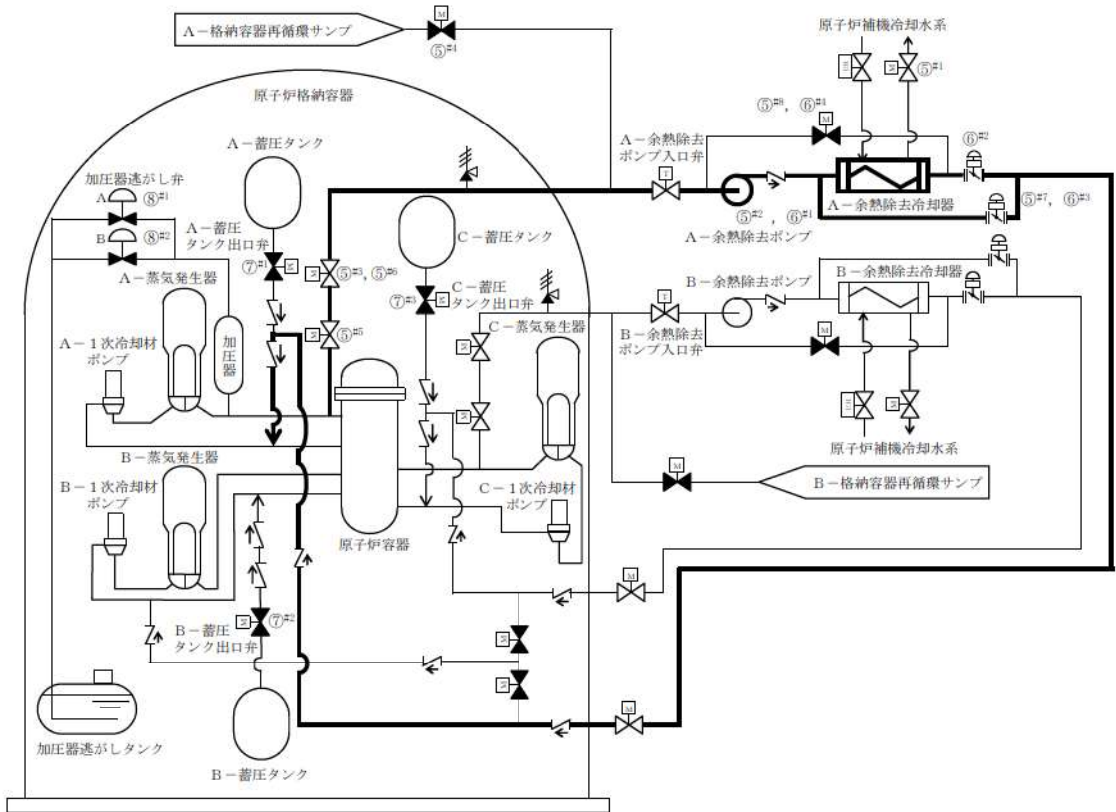 A－格納容器再循環サンプ
M
⑤#4
原子炉補機冷却水系
M
⑤#1
原子炉格納容器
⑤#8, ⑥#4
M
⑥#2
A－蓄圧タンク
A－余熱除去
ポンプ入口弁
T
加圧器逃がし弁
A
⑧#1
B
⑧#2
A－余熱除去冷却器
⑤#7, ⑥#3
⑤#2, ⑥#1
A－余熱除去ポンプ
A－蓄圧
タンク出口弁
⑦#1
M
C－蓄圧タンク
M
⑤#3, ⑤#6
B－余熱除去ポンプ
B－余熱除去冷却器
A－蒸気発生器
⑦#3
M
C－蓄圧
タンク出口弁
T
B－余熱除去
ポンプ入口弁
M
⑤#5
C－蒸気発生器
M
M
M
加圧器
A－1次冷却材
ポンプ
M
原子炉補機冷却水系
B－蒸気発生器
M
B－格納容器再循環サンプ
B－1次冷却材
ポンプ
C－1次冷却材
ポンプ
原子炉容器
M
M
⑦#2
B－蓄圧
タンク出口弁
M
M
M
加圧器逃がしタンク
B－蓄圧タンク